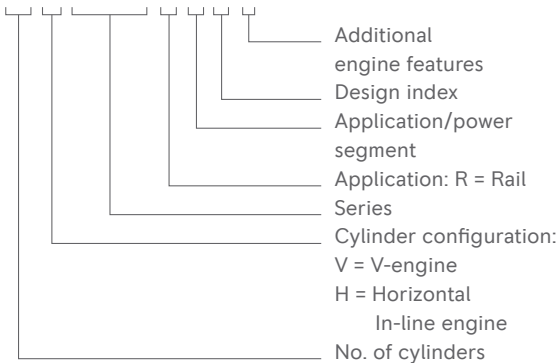 Additional
engine features
Design index
Application/power
segment
Application: R = Rail
Series
Cylinder configuration:
V = V-engine
H = Horizontal
In-line engine
No. of cylinders